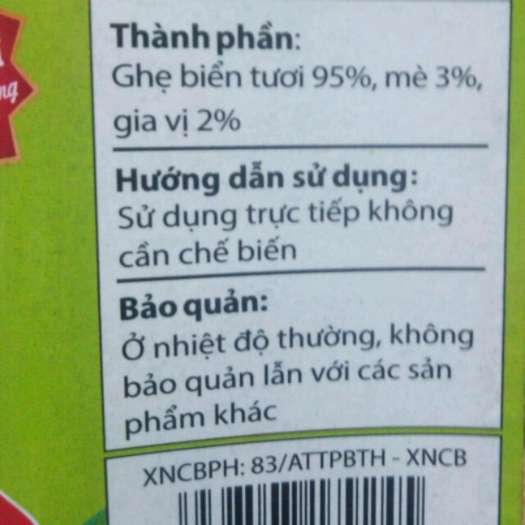 Thành phần:
Ghẹ biển tươi 95%, mè 3%,
gia vị 2%
Hướng dẫn sử dụng:
Sử dụng trực tiếp không
cần chế biến
Bảo quản:
Ở nhiệt độ thường, không
bảo quản lẫn với các sản
phẩm khác
XNCBPH: 83/ATTPBTH - XNCB